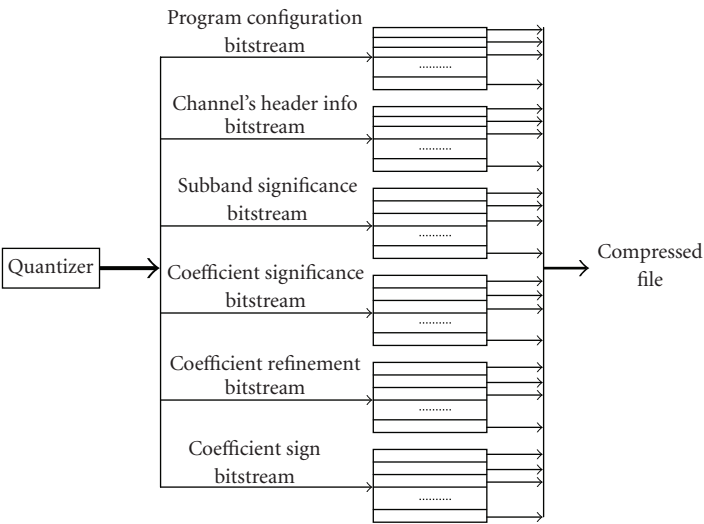 Program configuration
bitstream
..........
Channel's header info
bitstream
..........
Subband significance
bitstream
..........
Quantizer
Coefficient significance
bitstream
..........
Compressed
file
Coefficient refinement
bitstream
..........
Coefficient sign
bitstream
..........